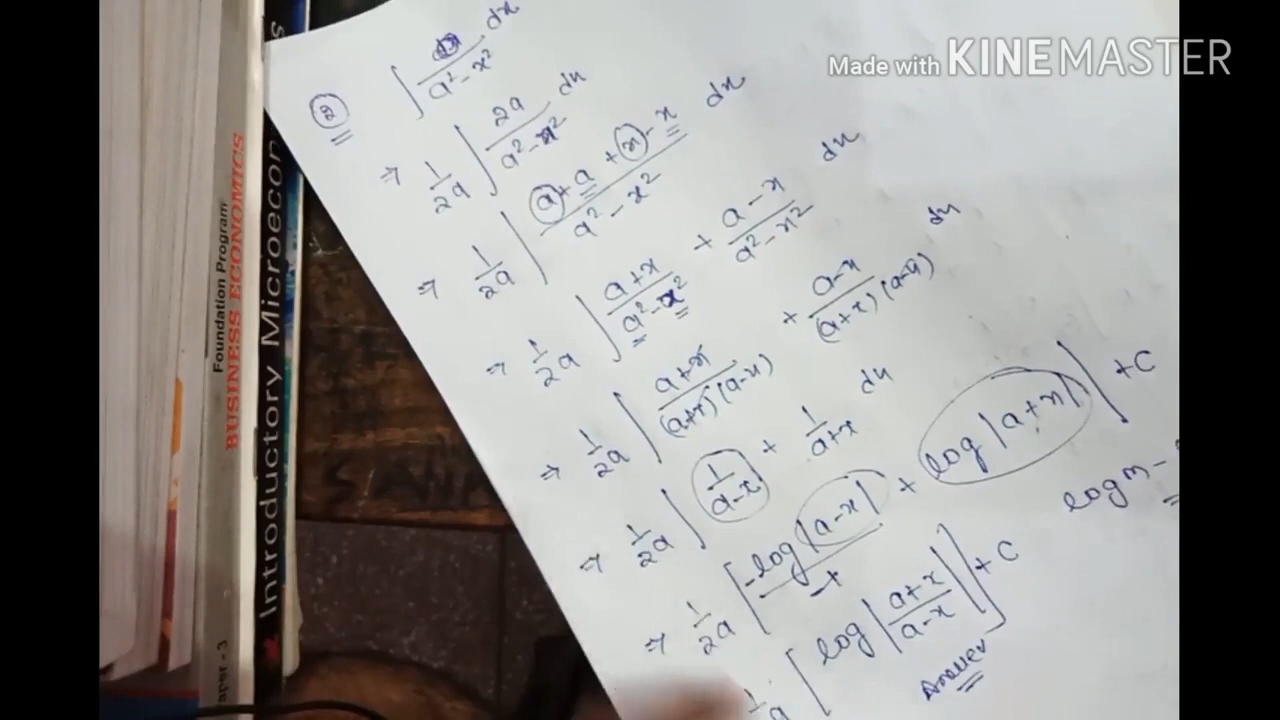 Made with KINEMASTER
Foundation Program
BUSINESS ECONOMICS
Introductory Microecon
aper - 3
② ∫ dx/(a² - x²) dx
⇒ 1/2a ∫ 2a/(a² - x²) dx
⇒ 1/2a ∫ (a + a + x - x)/(a² - x²) dx
⇒ 1/2a ∫ (a + x)/(a² - x²) + (a - x)/(a² - x²) dx
⇒ 1/2a ∫ (a + x)/((a+x)(a-x)) + (a - x)/((a+x)(a-x)) dx
⇒ 1/2a ∫ 1/(a - x) + 1/(a + x) dx
⇒ 1/2a [-log|a - x| + log|a + x|] + C
log m -
1/2a [log |(a + x)/(a - x)|] + C
Answer